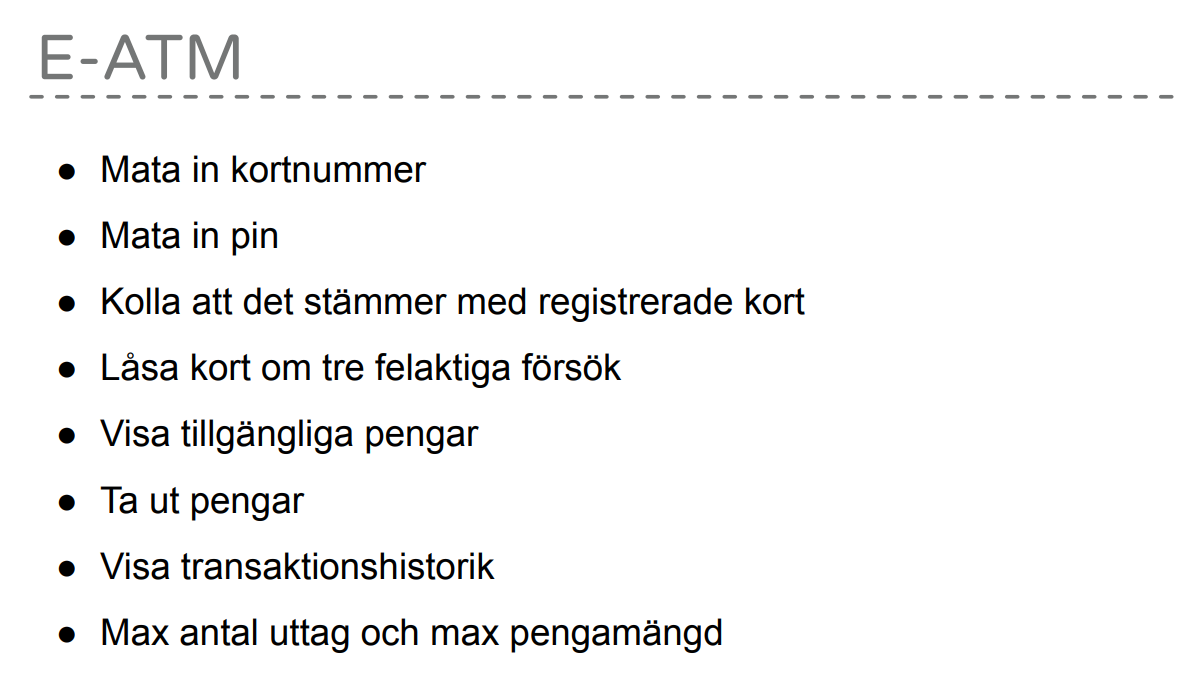 E-ATM
● Mata in kortnummer
● Mata in pin
● Kolla att det stämmer med registrerade kort
● Låsa kort om tre felaktiga försök
● Visa tillgängliga pengar
● Ta ut pengar
● Visa transaktionshistorik
● Max antal uttag och max pengamängd